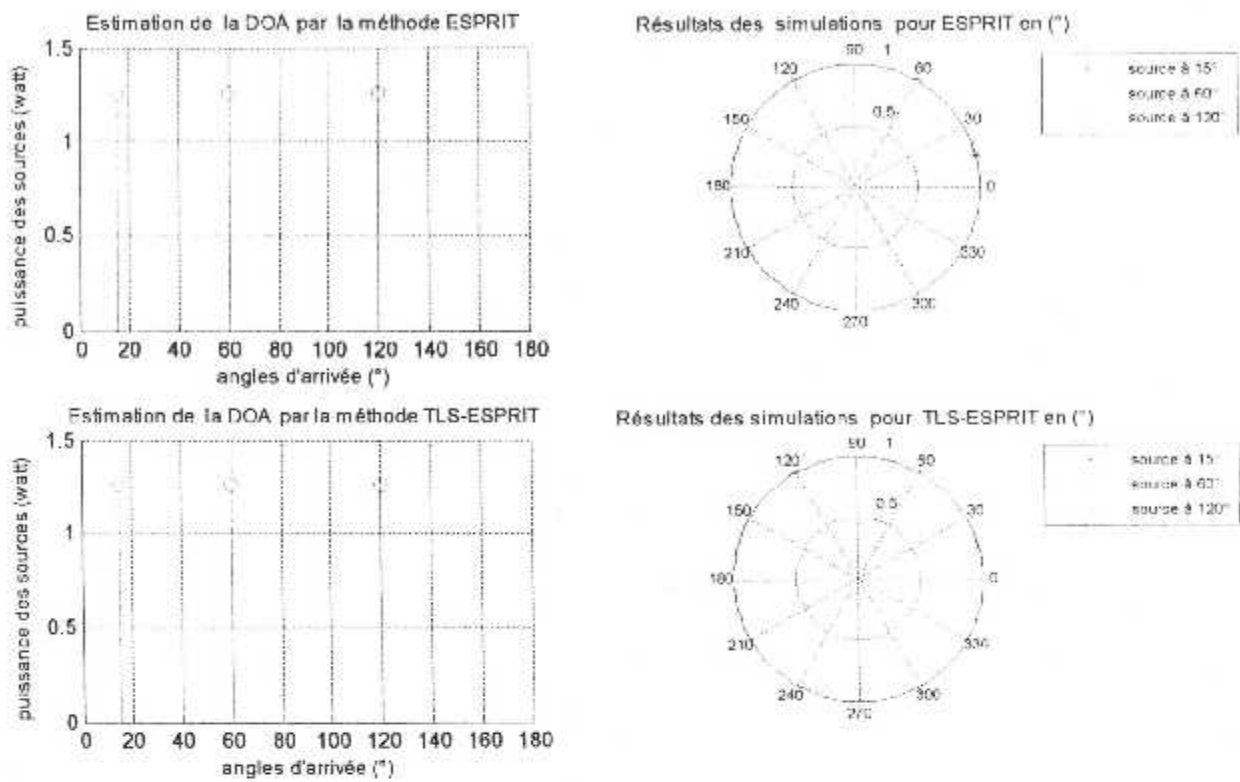 Estimation de la DOA par la méthode ESPRIT
puissance des sources (watt)
1.5
1
0.5
0
0 20 40 60 80 100 120 140 160 180
angles d'arrivée (°)
Résultats des simulations pour ESPRIT en (°)
90 1
120 60
0.5
150 30
180 0
210 330
240 300
270
source à 15°
source à 60°
source à 120°
Estimation de la DOA par la méthode TLS-ESPRIT
puissance des sources (watt)
1.5
1
0.5
0
0 20 40 60 80 100 120 140 160 180
angles d'arrivée (°)
Résultats des simulations pour TLS-ESPRIT en (°)
90 1
120 60
0.5
150 30
180 0
210 330
240 300
270
source à 15°
source à 60°
source à 120°